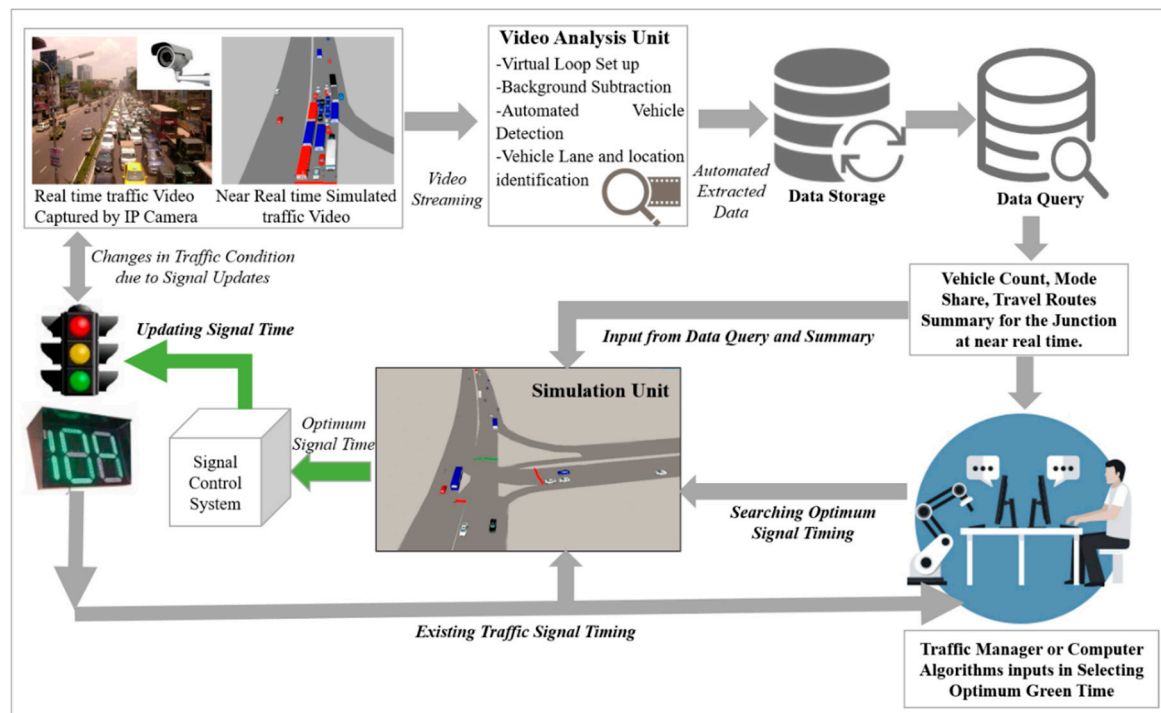 Real time traffic Video
Captured by IP Camera
Near Real time Simulated
traffic Video
Video
Streaming
Video Analysis Unit
-Virtual Loop Set up
-Background Subtraction
-Automated Vehicle
Detection
-Vehicle Lane and location
identification
Automated
Extracted
Data
Data Storage
Data Query
Changes in Traffic Condition
due to Signal Updates
Vehicle Count, Mode
Share, Travel Routes
Summary for the Junction
at near real time.
Updating Signal Time
Input from Data Query and Summary
Simulation Unit
Optimum
Signal Time
Signal
Control
System
Searching Optimum
Signal Timing
Existing Traffic Signal Timing
Traffic Manager or Computer
Algorithms inputs in Selecting
Optimum Green Time